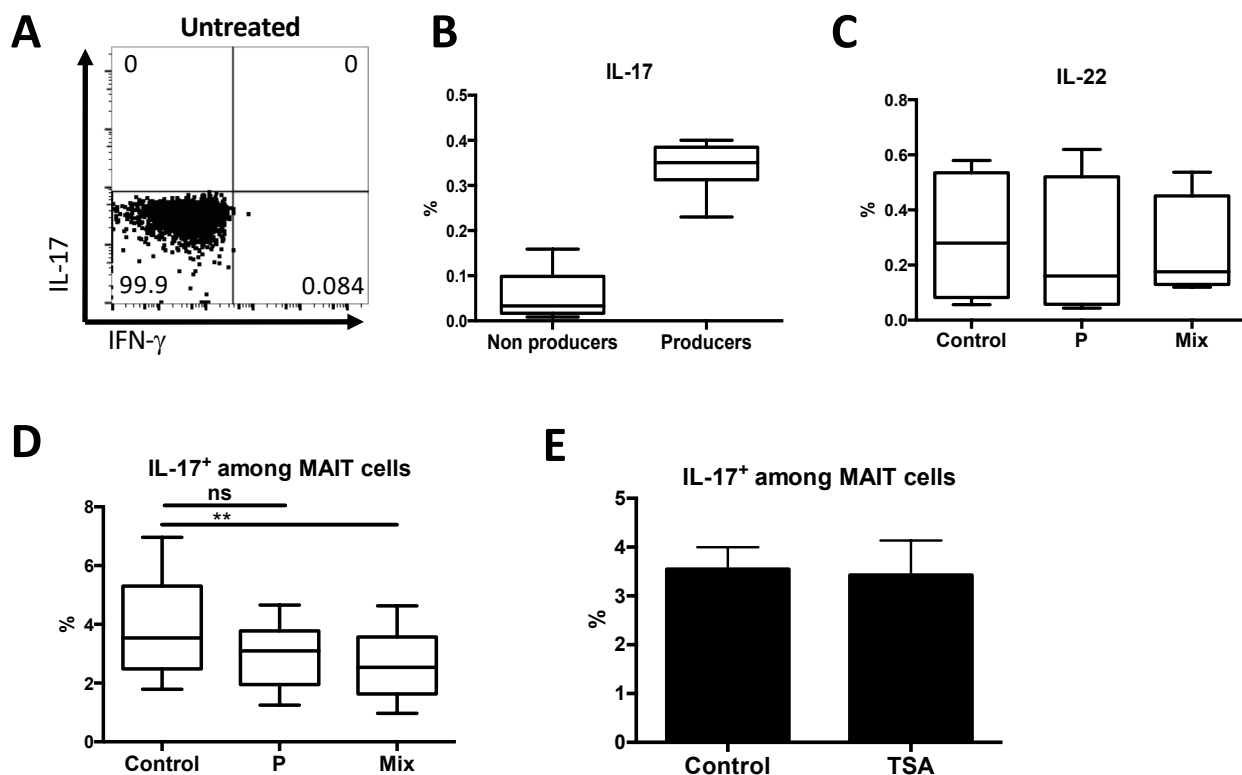 A
Untreated
0
0
99.9
0.084
IL-17
IFN-γ
B
IL-17
0.5
0.4
0.3
0.2
0.1
0.0
%
Non producers
Producers
C
IL-22
0.8
0.6
0.4
0.2
0.0
%
Control
P
Mix
D
IL-17⁺ among MAIT cells
ns
**
8
6
4
2
0
%
Control
P
Mix
E
IL-17⁺ among MAIT cells
5
4
3
2
1
0
%
Control
TSA